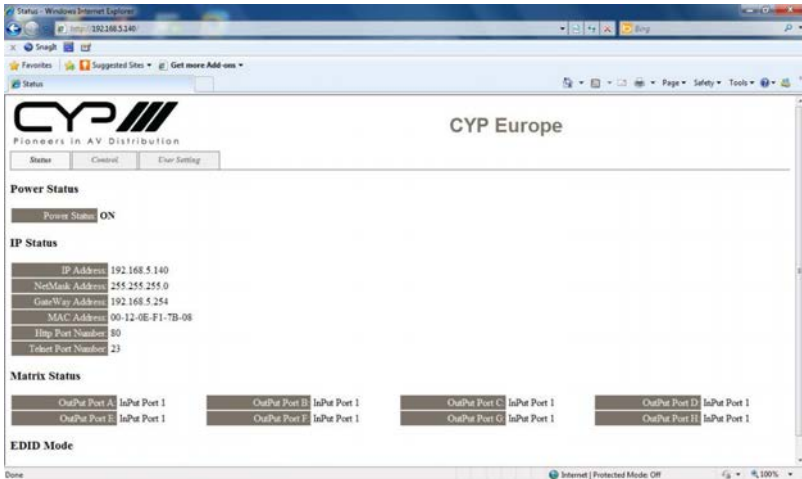 Status - Windows Internet Explorer
http://192.168.5.140/
Bing
X SnagIt
Favorites Suggested Sites Get more Add-ons
Status
Page Safety Tools
CYP
Pioneers in AV Distribution
CYP Europe
Status Control User Setting
Power Status
Power Status: ON
IP Status
IP Address: 192.168.5.140
NetMask Address: 255.255.255.0
GateWay Address: 192.168.5.254
MAC Address: 00-12-0E-F1-7B-08
Http Port Number: 80
Telnet Port Number: 23
Matrix Status
OutPut Port A: InPut Port 1 OutPut Port B: InPut Port 1 OutPut Port C: InPut Port 1 OutPut Port D: InPut Port 1
OutPut Port E: InPut Port 1 OutPut Port F: InPut Port 1 OutPut Port G: InPut Port 1 OutPut Port H: InPut Port 1
EDID Mode
Done Internet | Protected Mode: Off 100%